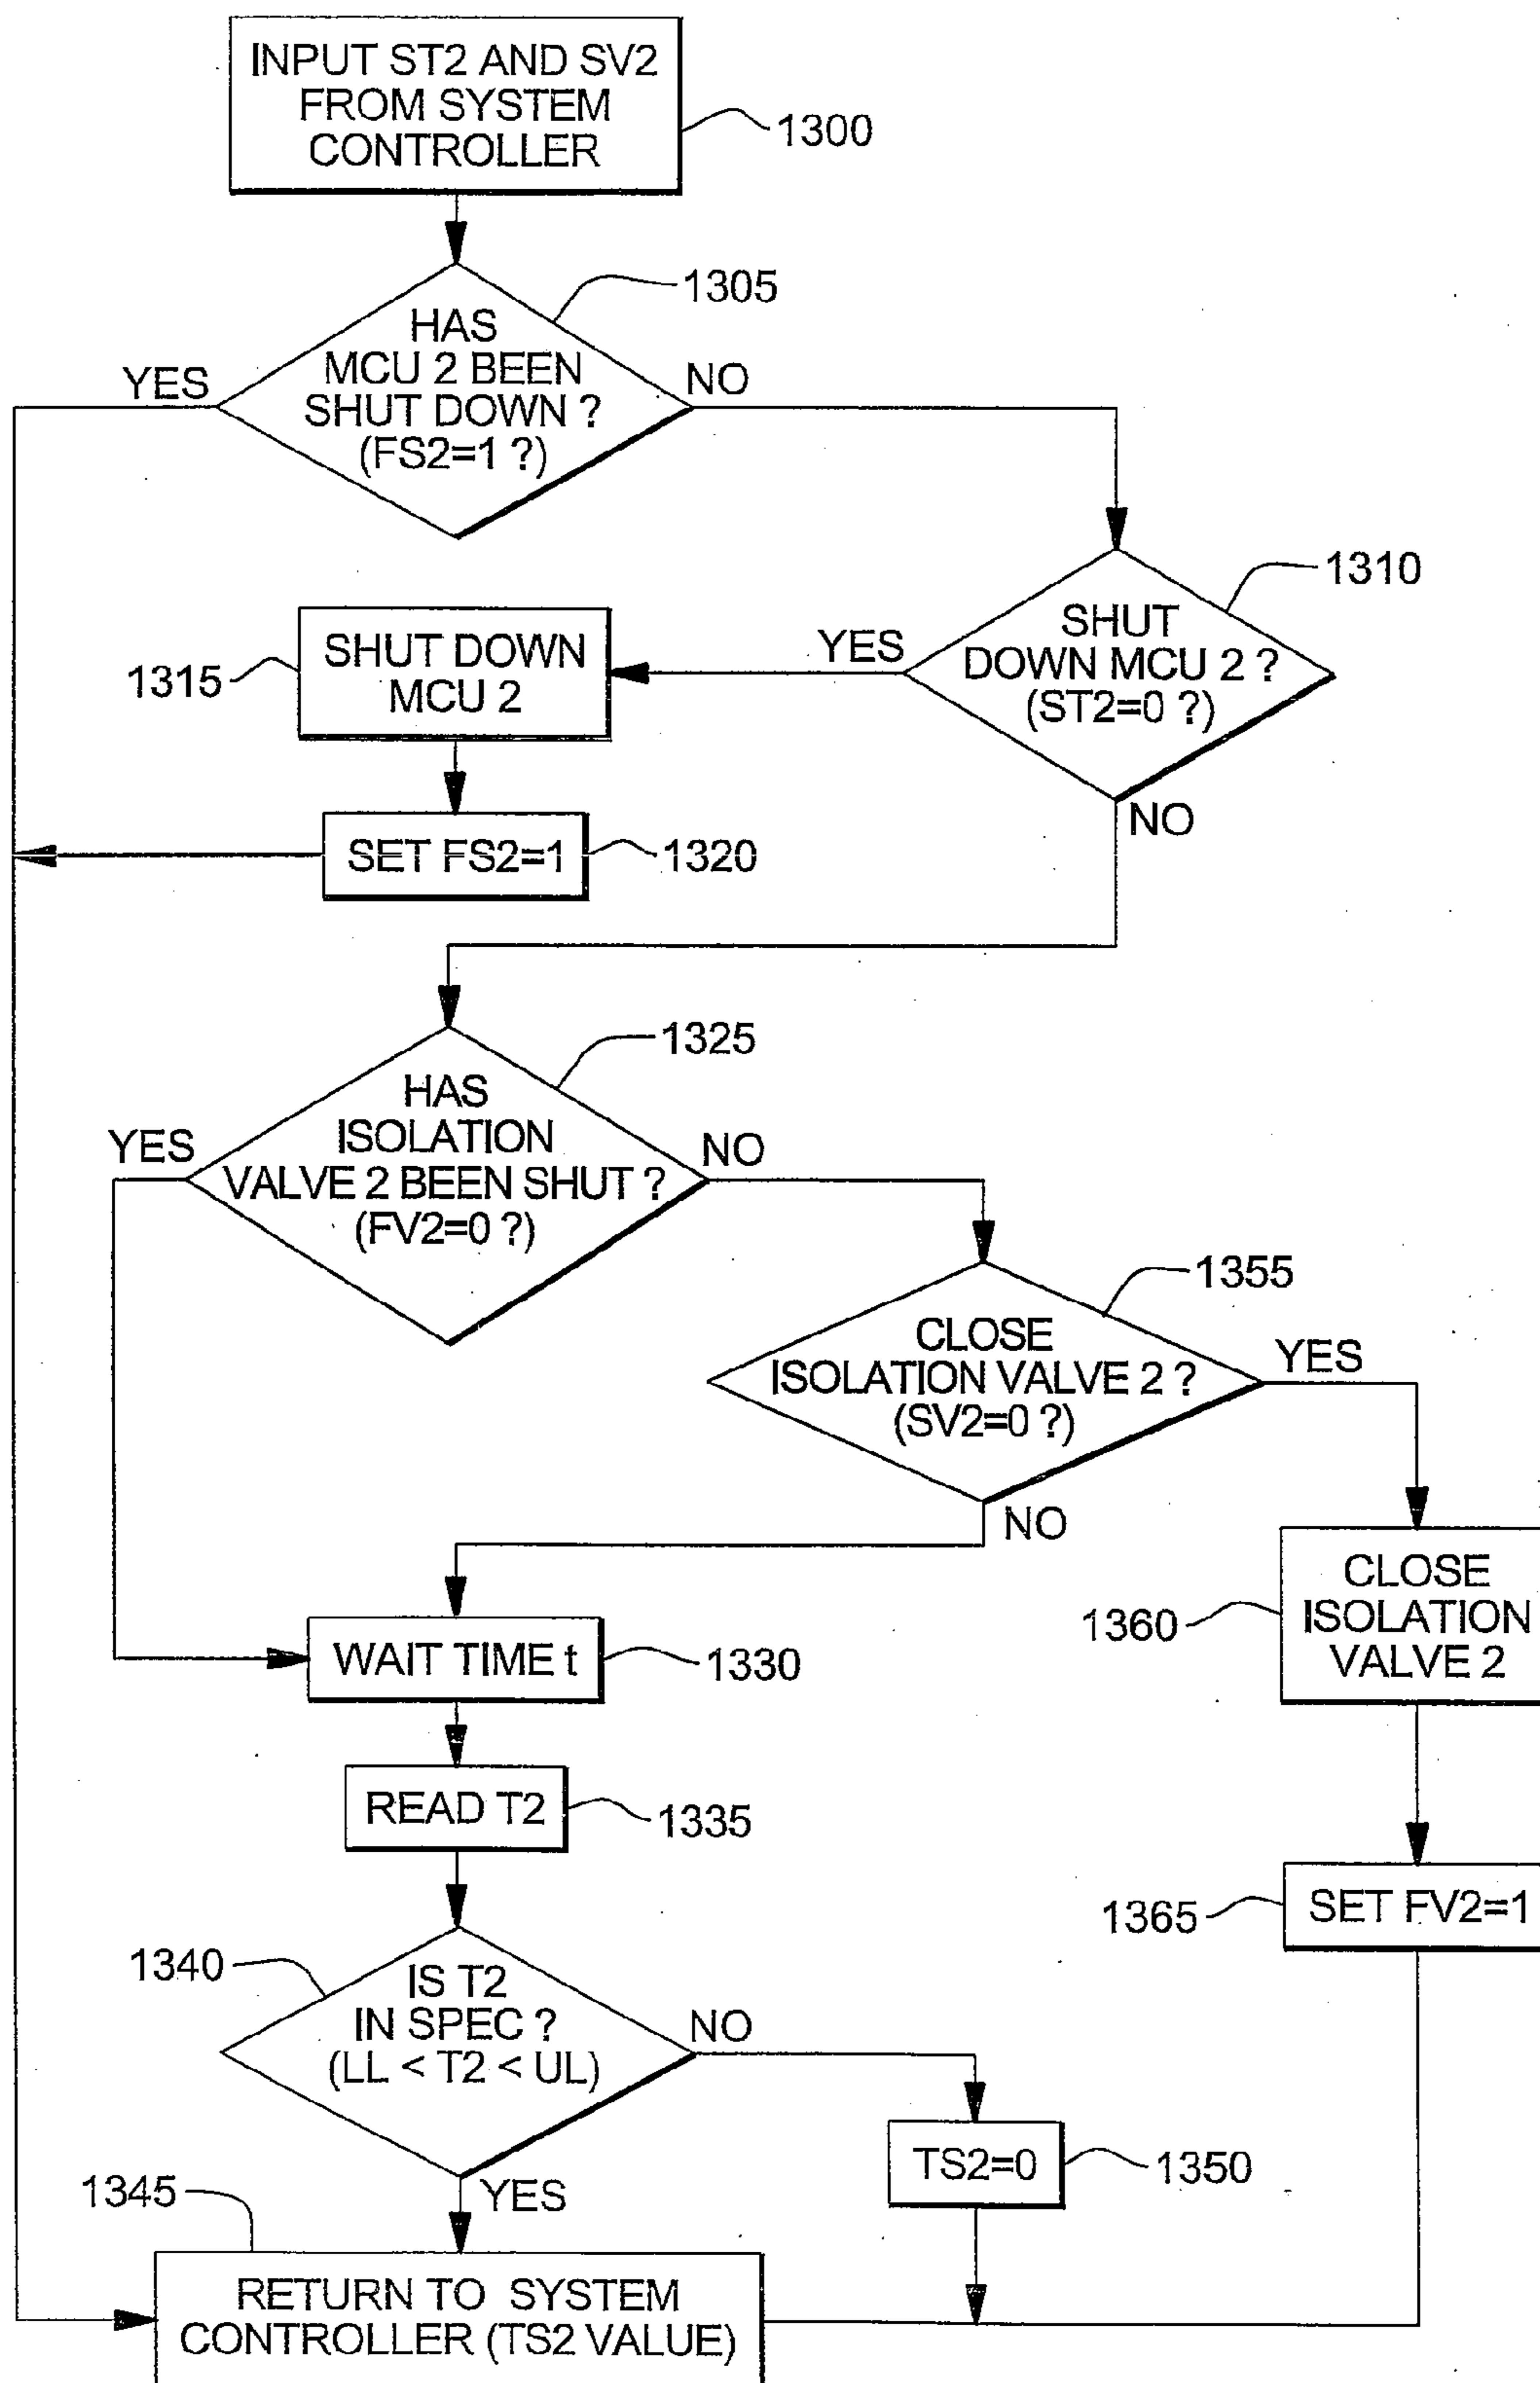 INPUT ST2 AND SV2
FROM SYSTEM
CONTROLLER
1300
1305
HAS
MCU 2 BEEN
SHUT DOWN ?
(FS2=1 ?)
YES
NO
1310
SHUT
DOWN MCU 2 ?
(ST2=0 ?)
YES
NO
SHUT DOWN
MCU 2
1315
SET FS2=1
1320
1325
HAS
ISOLATION
VALVE 2 BEEN SHUT ?
(FV2=0 ?)
YES
NO
1355
CLOSE
ISOLATION VALVE 2 ?
(SV2=0 ?)
YES
NO
CLOSE
ISOLATION
VALVE 2
1360
WAIT TIME t
1330
READ T2
1335
SET FV2=1
1365
1340
IS T2
IN SPEC ?
(LL < T2 < UL)
NO
YES
TS2=0
1350
1345
RETURN TO SYSTEM
CONTROLLER (TS2 VALUE)